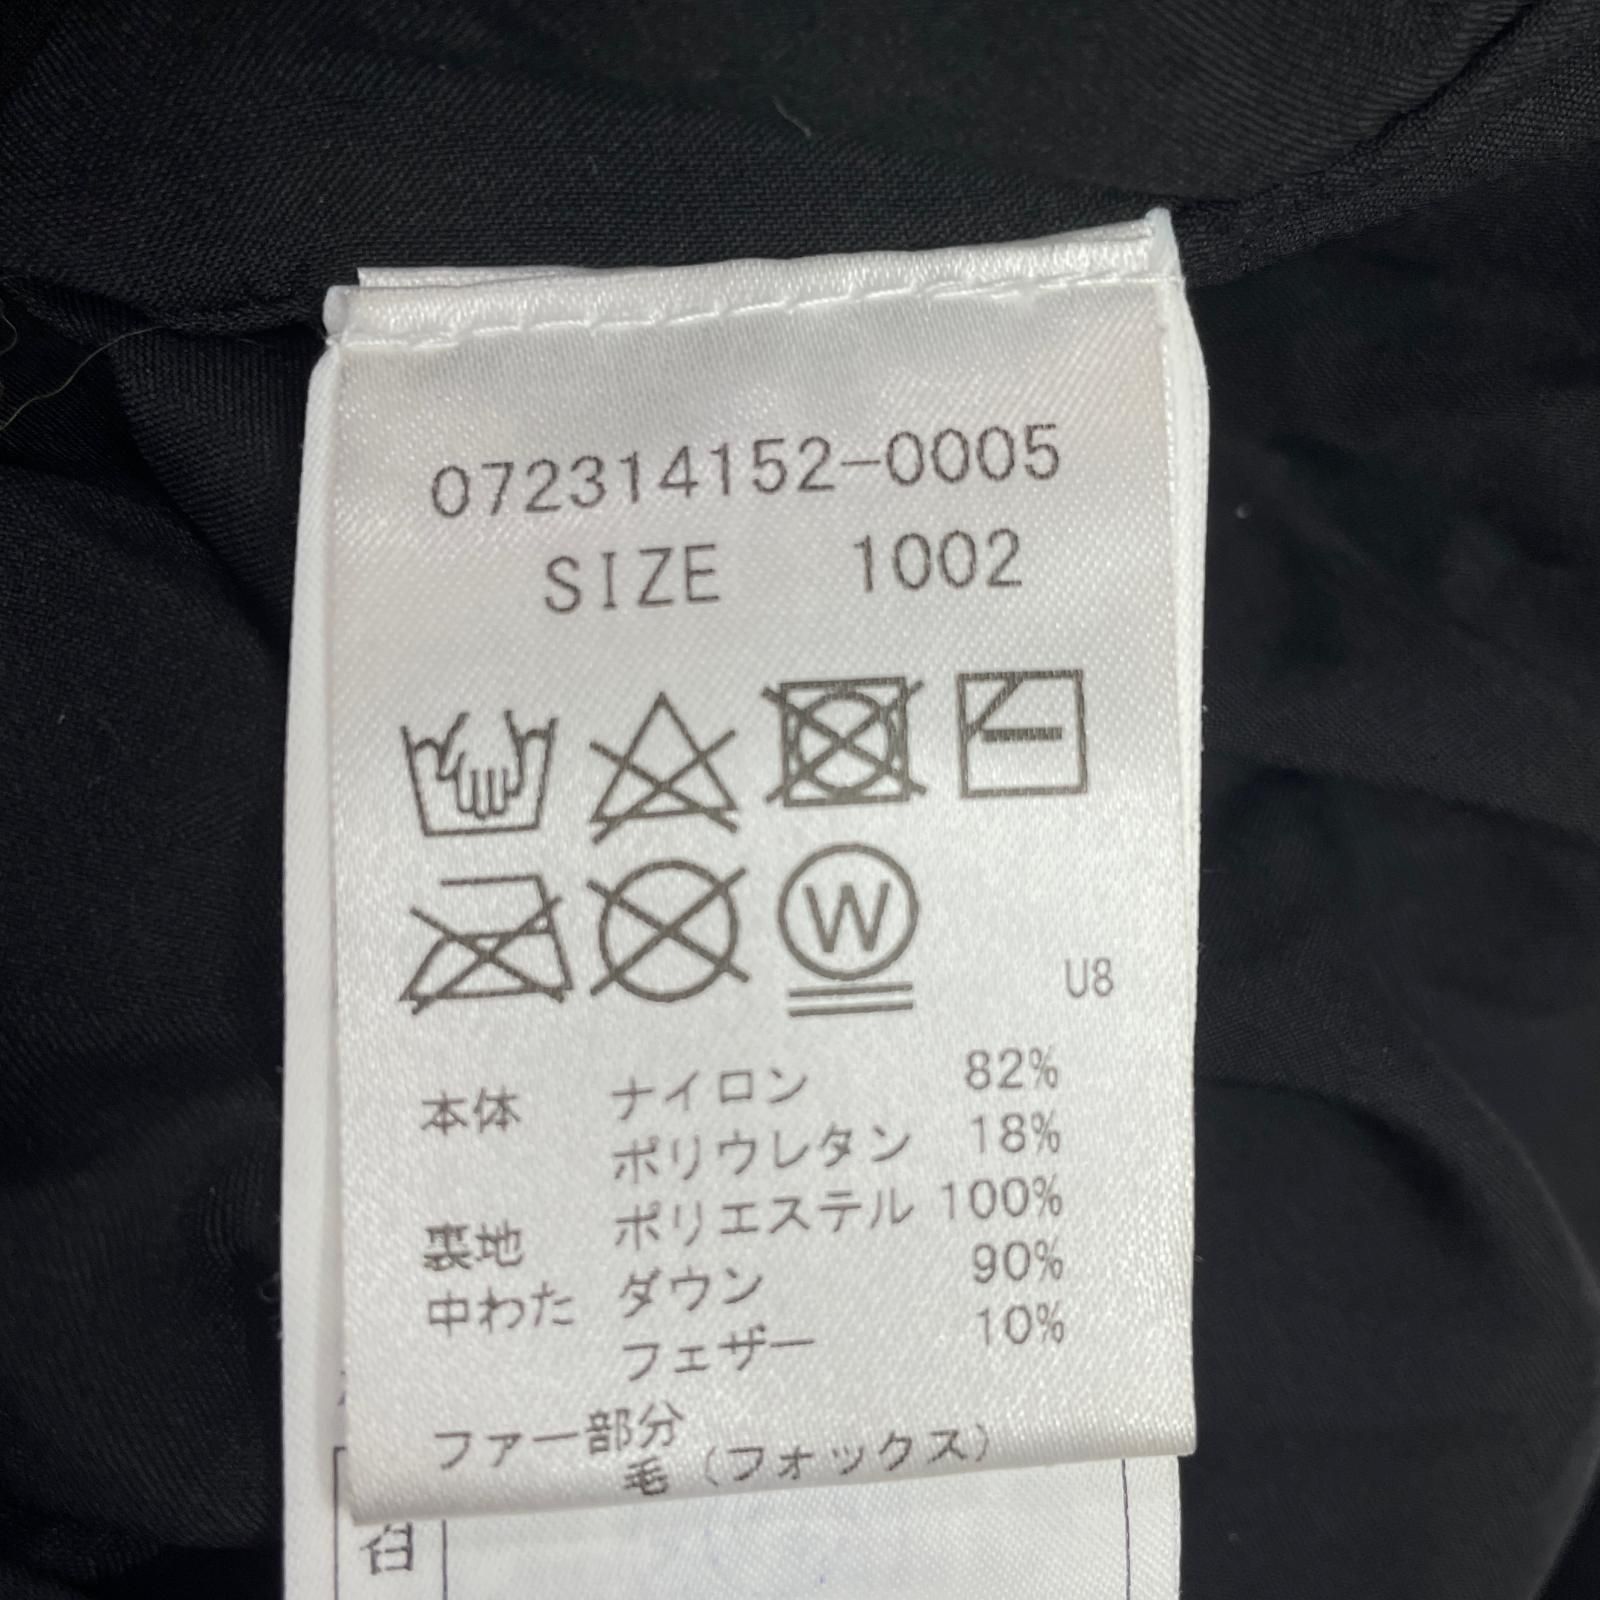 072314152-0005
SIZE 1002
W
U8
本体 ナイロン 82%
ポリウレタン 18%
裏地 ポリエステル 100%
中わた ダウン 90%
フェザー 10%
ファー部分
毛(フォックス)